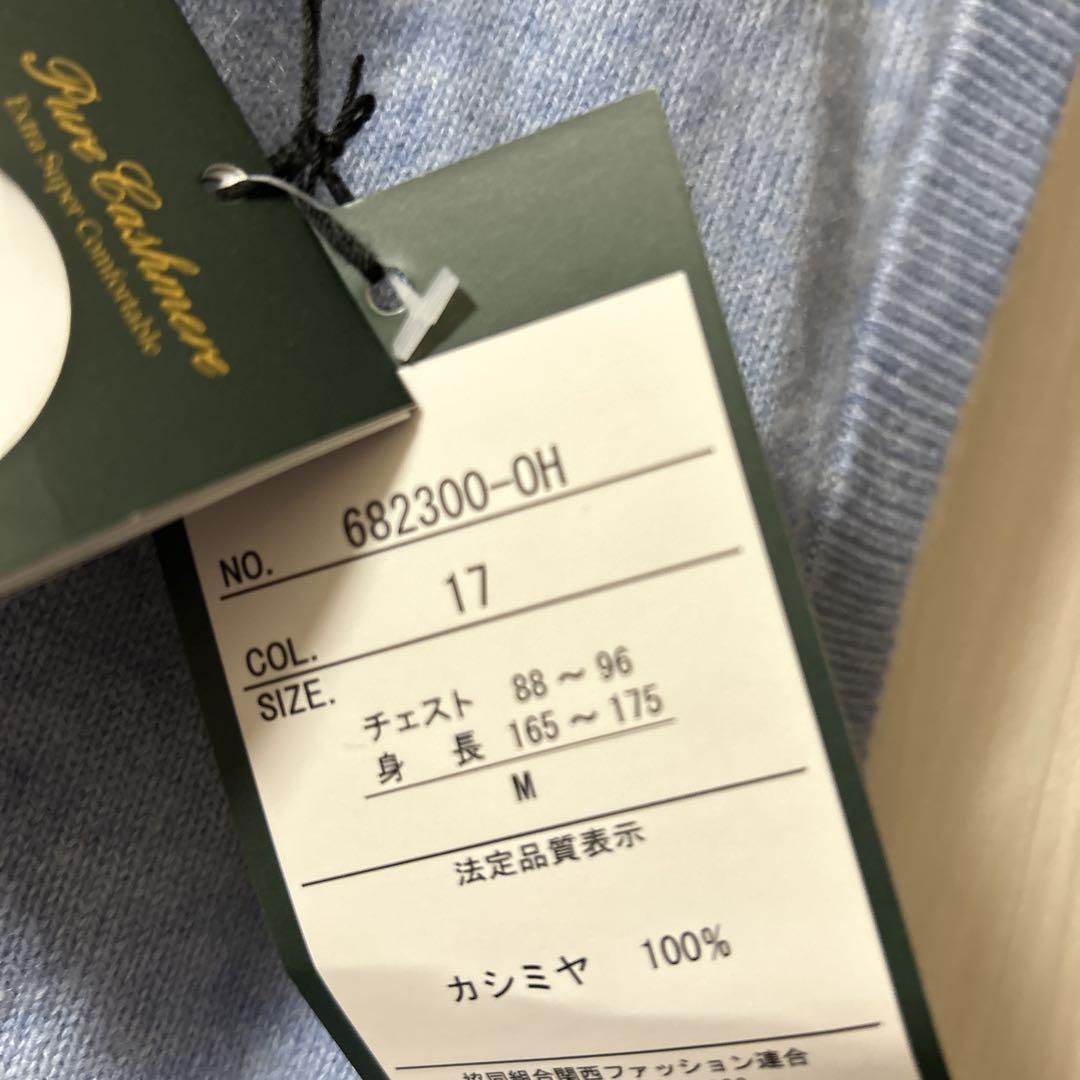 Pure Cashmere
Extra Super Comfortable
NO. 682300-0H
COL. 17
SIZE.
チェスト 88～96
身 長 165～175
M
法定品質表示
カシミヤ 100%
協同組合関西ファッション連合